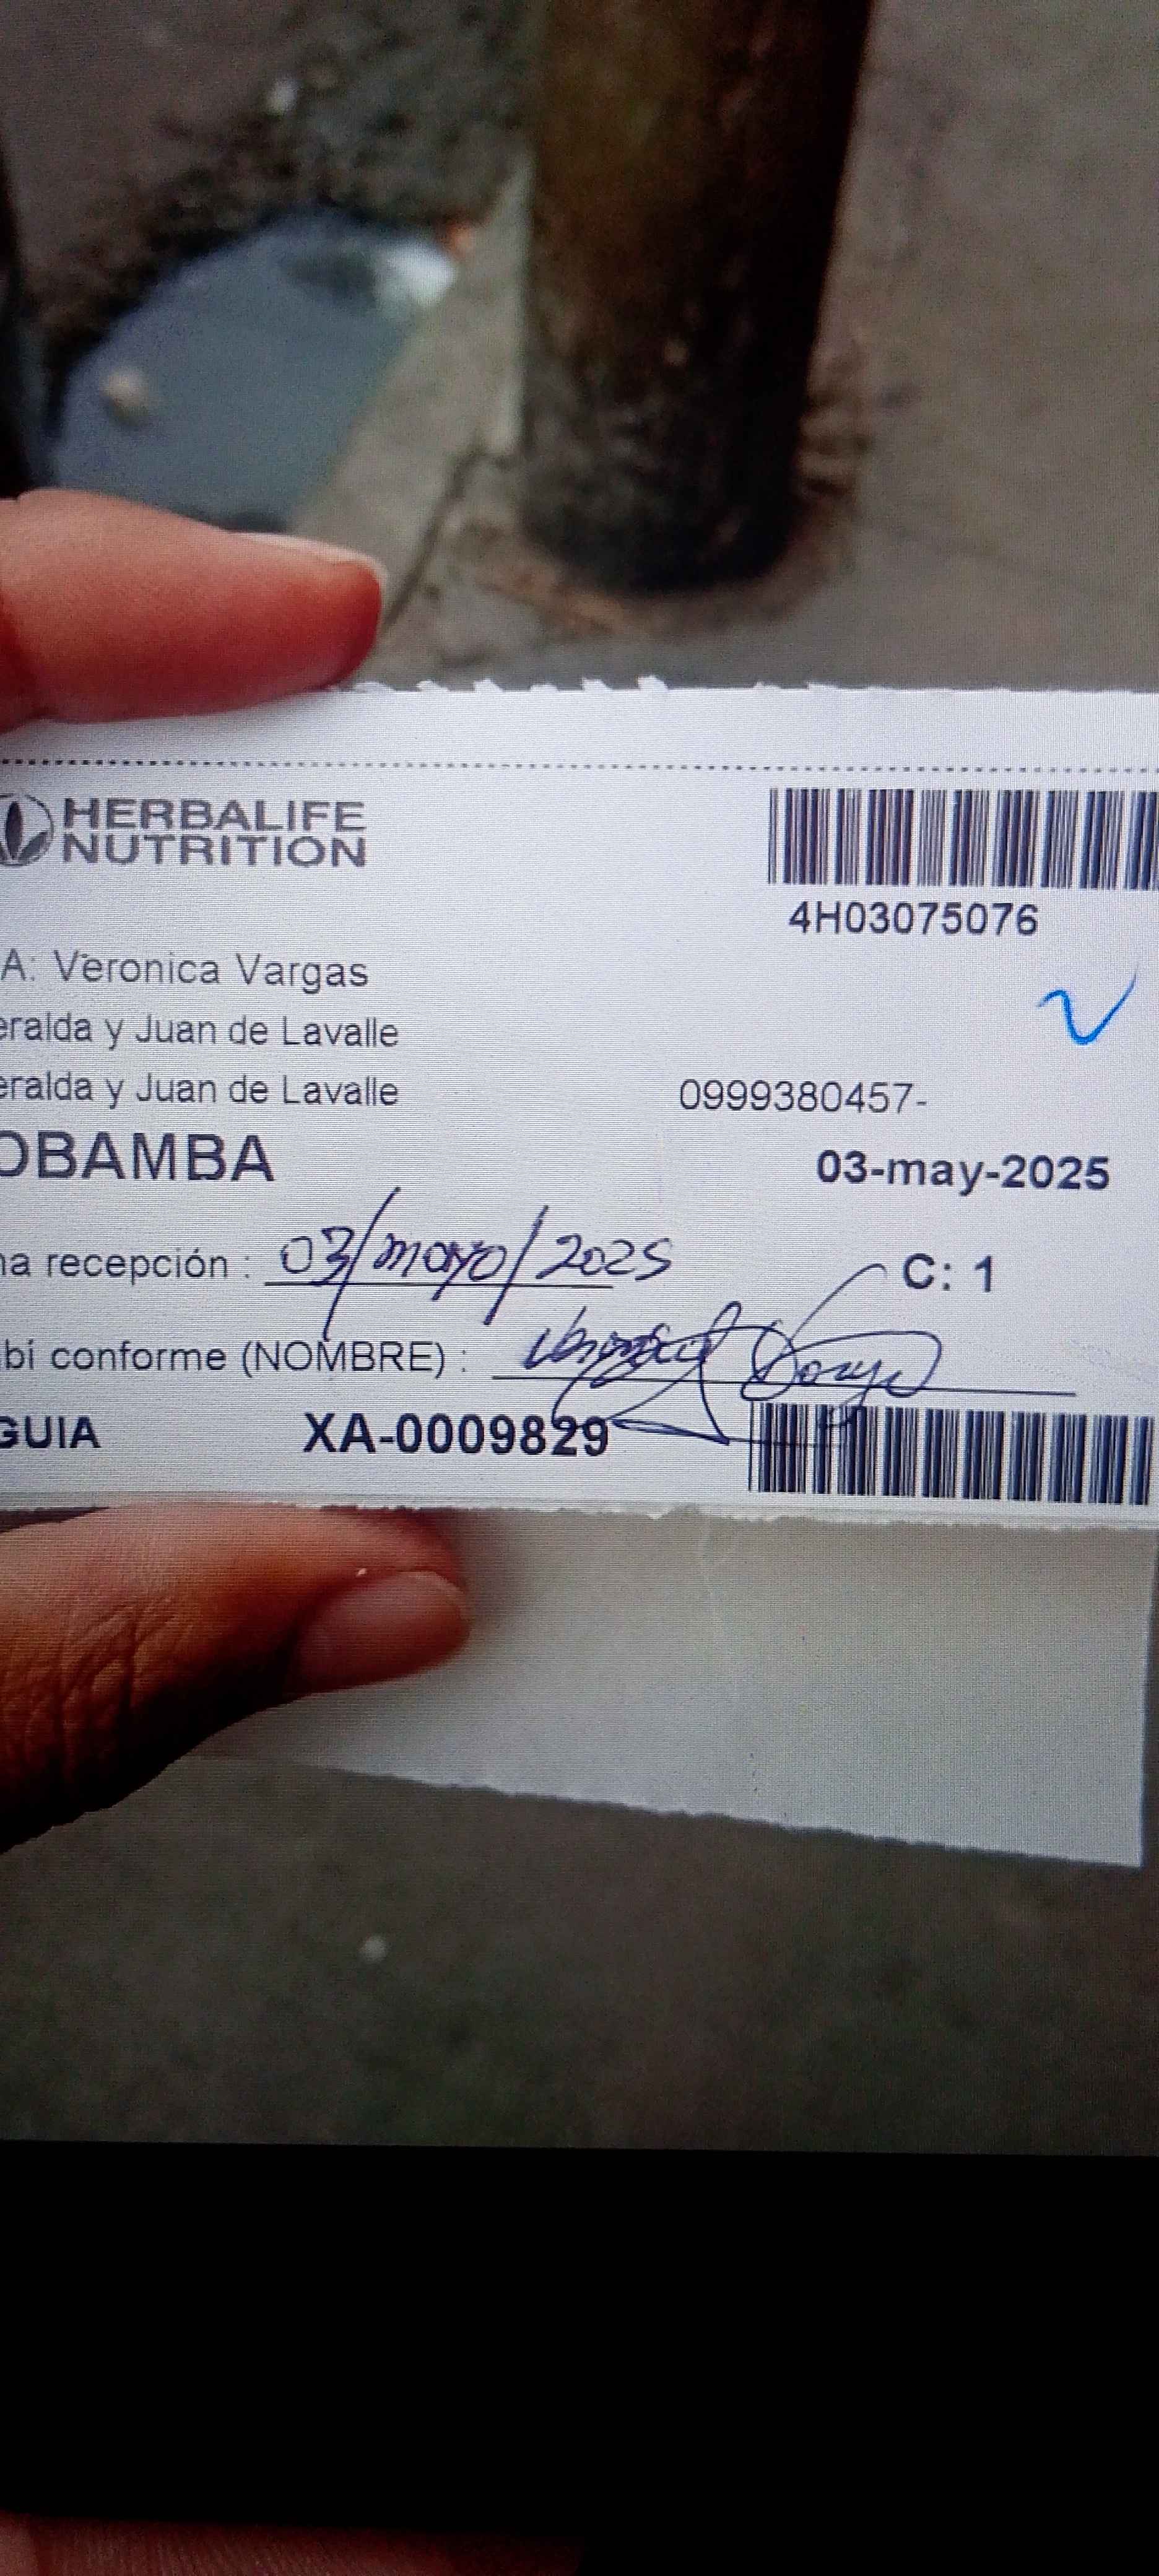 HERBALIFE
NUTRITION
4H03075076
A: Veronica Vargas
eralda y Juan de Lavalle
eralda y Juan de Lavalle
0999380457-
OBAMBA
03-may-2025
ha recepción : 03/mayo/2025
C: 1
bí conforme (NOMBRE) :
GUIA XA-0009829